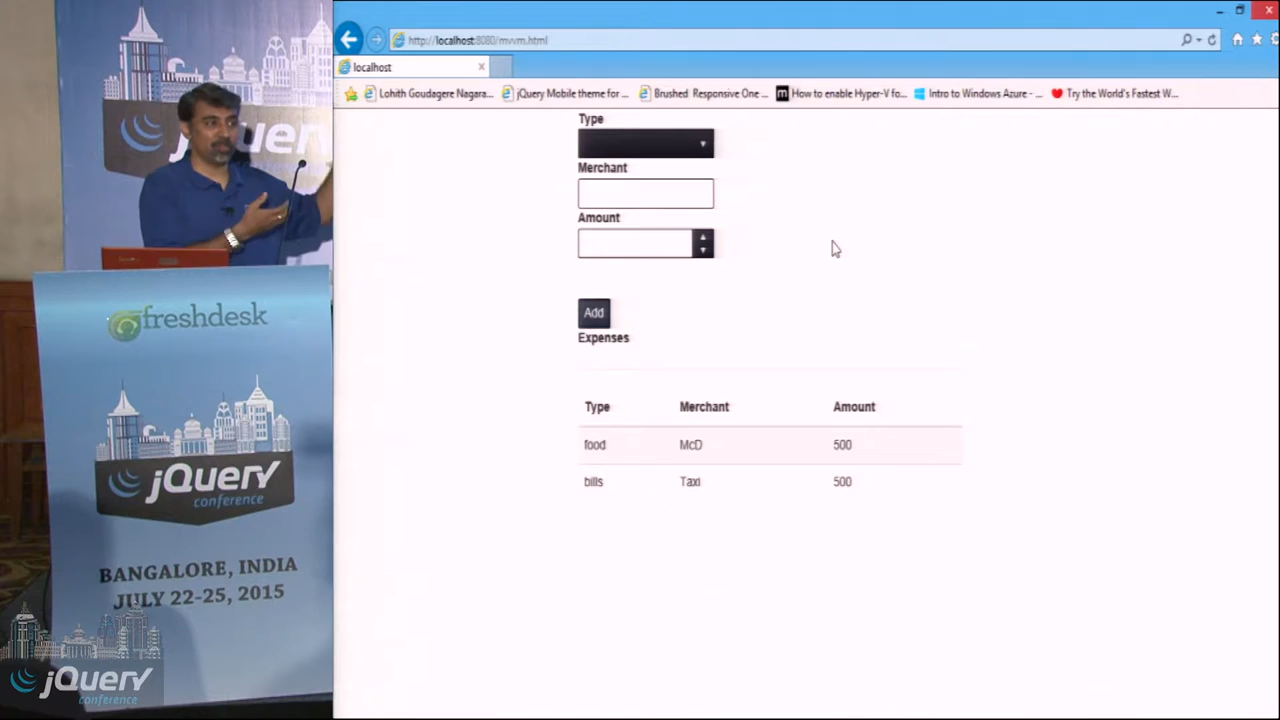 jQuery
freshdesk
jQuery
conference
BANGALORE, INDIA
JULY 22-25, 2015
jQuery
conference
http://localhost:8080/mvvm.html
localhost
Lohith Goudagere Nagara...
jQuery Mobile theme for ...
Brushed Responsive One ...
How to enable Hyper-V fo...
Intro to Windows Azure - ...
Try the World's Fastest W...
Type
Merchant
Amount
Add
Expenses
Type Merchant Amount
food McD 500
bills Taxi 500